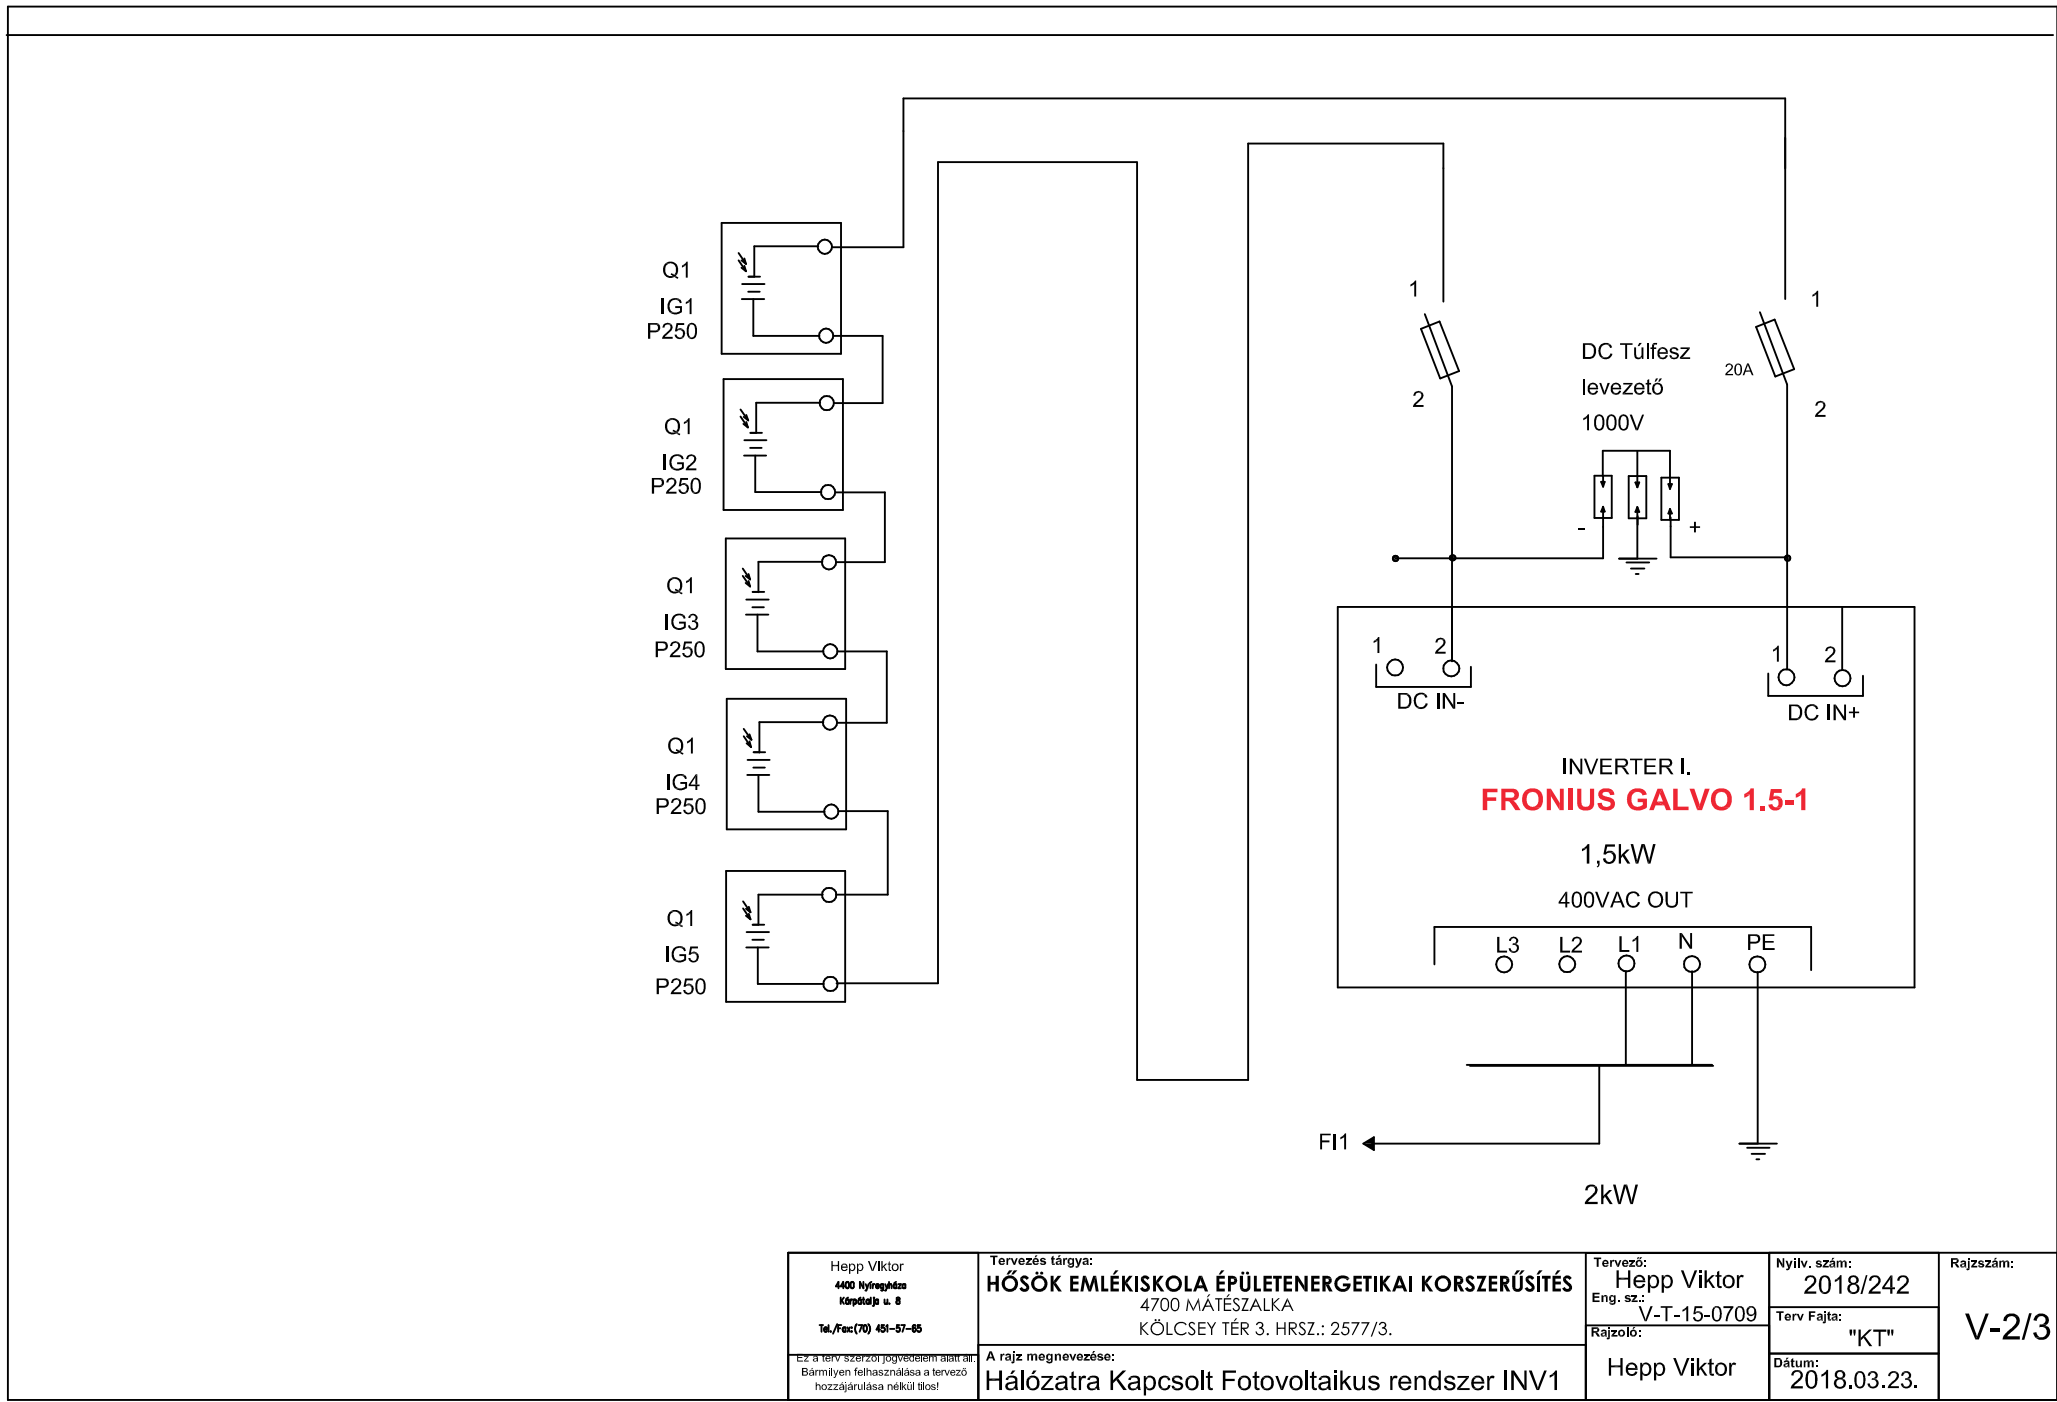 Q1
IG1
P250
Q1
IG2
P250
Q1
IG3
P250
Q1
IG4
P250
Q1
IG5
P250
1
2
DC Túlfesz
levezető
1000V
20A
1
2
-
+
1
2
DC IN-
1
2
DC IN+
INVERTER I.
FRONIUS GALVO 1.5-1
1,5kW
400VAC OUT
L3
L2
L1
N
PE
FI1
2kW
Hepp Viktor
4400 Nyíregyháza
Kárpátalja u. 8
Tel./Fax:(70) 451-57-65
Ez a terv szerzői jogvédelem alatt áll.
Bármilyen felhasználása a tervező
hozzájárulása nélkül tilos!
Tervezés tárgya:
HŐSÖK EMLÉKISKOLA ÉPÜLETENERGETIKAI KORSZERŰSÍTÉS
4700 MÁTÉSZALKA
KÖLCSEY TÉR 3. HRSZ.: 2577/3.
A rajz megnevezése:
Hálózatra Kapcsolt Fotovoltaikus rendszer INV1
Tervező:
Hepp Viktor
Eng. sz.:
V-T-15-0709
Rajzoló:
Hepp Viktor
Nyilv. szám:
2018/242
Terv Fajta:
"KT"
Dátum:
2018.03.23.
Rajzszám:
V-2/3